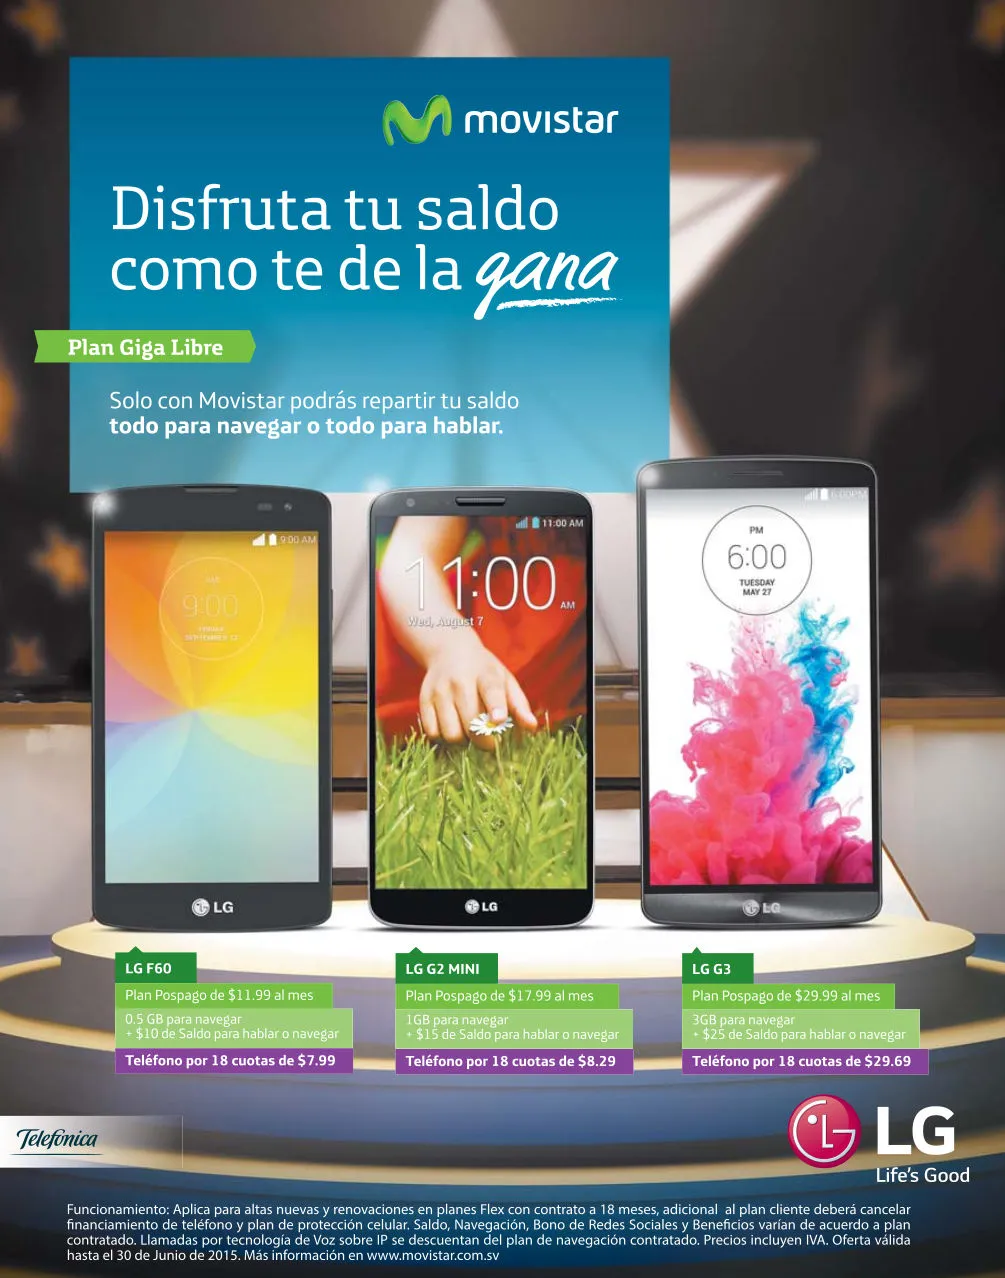 movistar
Disfruta tu saldo
como te de la gana
Plan Giga Libre
Solo con Movistar podrás repartir tu saldo
todo para navegar o todo para hablar.
9:00 AM
9:00
11:00 AM
11:00 AM
Wed, August 7
6:00PM
PM
6:00
TUESDAY
MAY 27
LG
LG
LG
LG F60
Plan Pospago de $11.99 al mes
0.5 GB para navegar
+ $10 de Saldo para hablar o navegar
Teléfono por 18 cuotas de $7.99
LG G2 MINI
Plan Pospago de $17.99 al mes
1GB para navegar
+ $15 de Saldo para hablar o navegar
Teléfono por 18 cuotas de $8.29
LG G3
Plan Pospago de $29.99 al mes
3GB para navegar
+ $25 de Saldo para hablar o navegar
Teléfono por 18 cuotas de $29.69
Telefónica
LG
Life's Good
Funcionamiento: Aplica para altas nuevas y renovaciones en planes Flex con contrato a 18 meses, adicional al plan cliente deberá cancelar
financiamiento de teléfono y plan de protección celular. Saldo, Navegación, Bono de Redes Sociales y Beneficios varían de acuerdo a plan
contratado. Llamadas por tecnología de Voz sobre IP se descuentan del plan de navegación contratado. Precios incluyen IVA. Oferta válida
hasta el 30 de Junio de 2015. Más información en www.movistar.com.sv